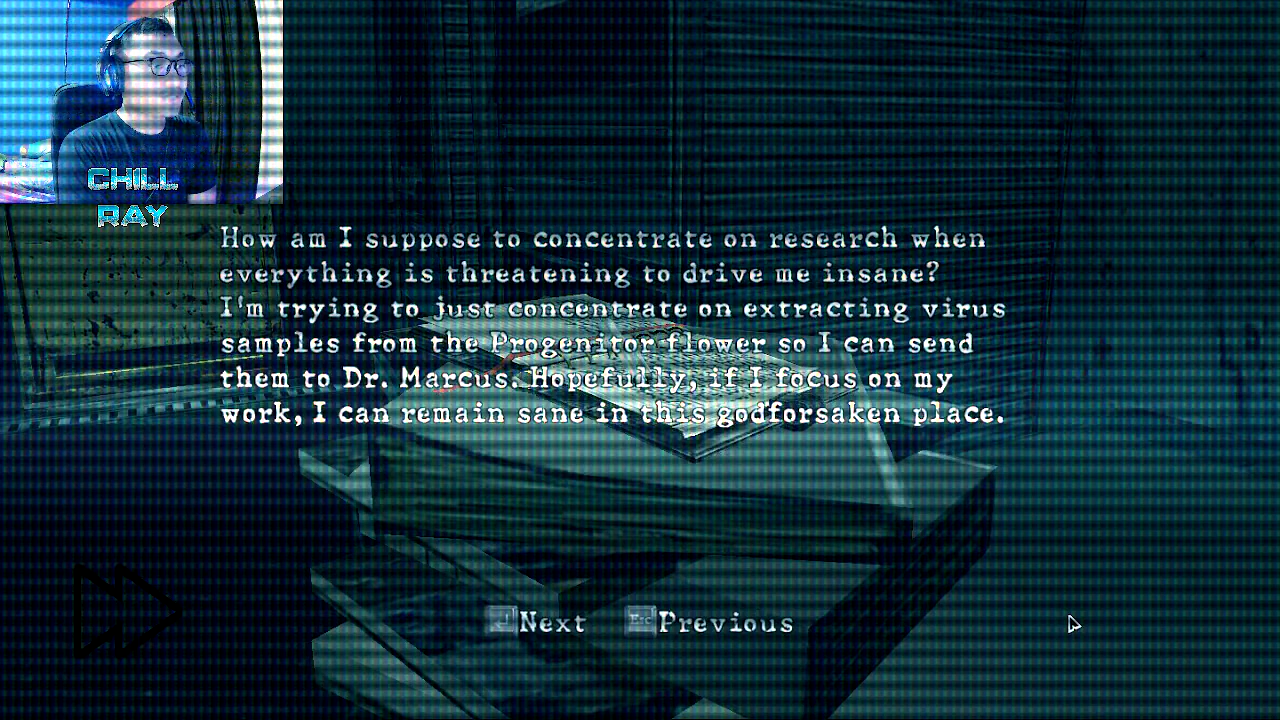 CHILL
RAY
How am I suppose to concentrate on research when
everything is threatening to drive me insane?
I'm trying to just concentrate on extracting virus
samples from the Progenitor flower so I can send
them to Dr. Marcus. Hopefully, if I focus on my
work, I can remain sane in this godforsaken place.
Next Esc Previous